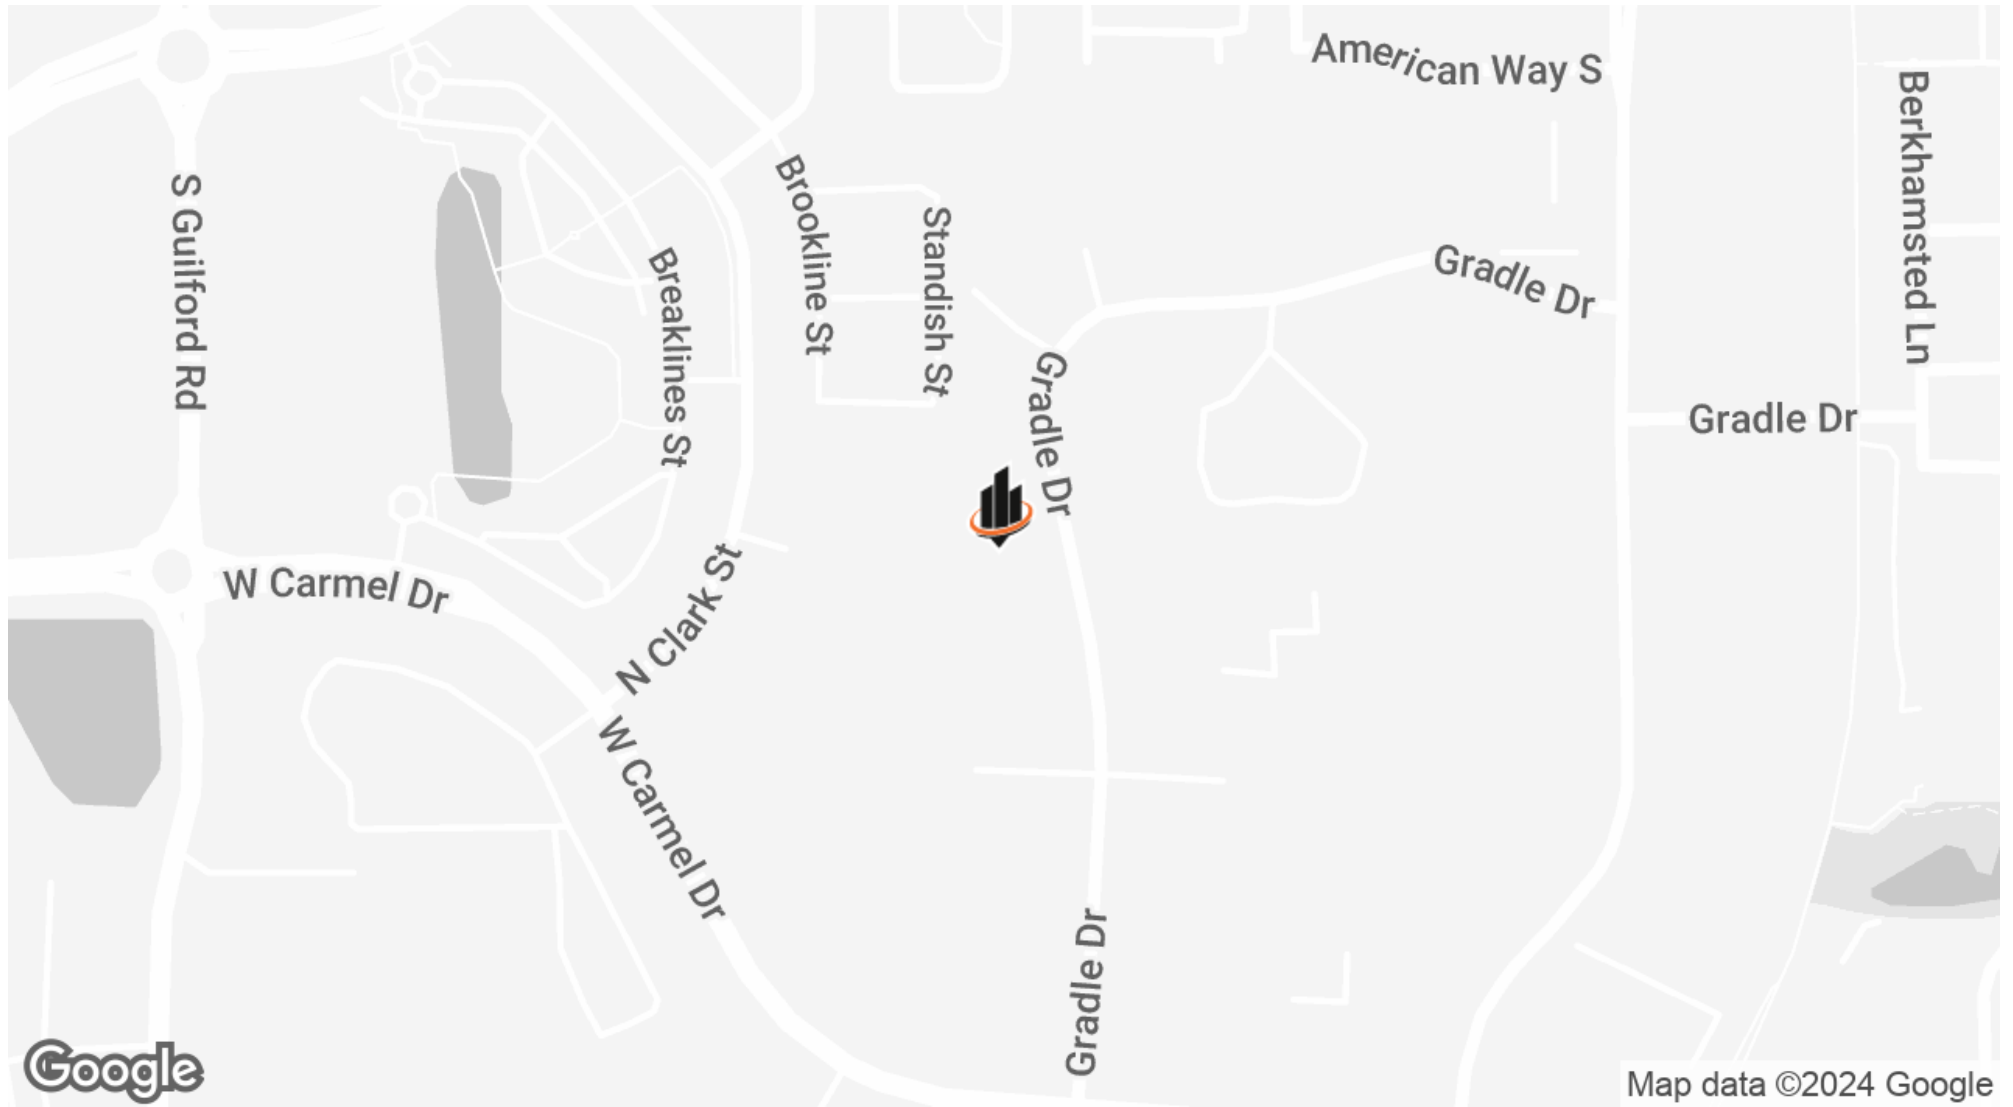 American Way S
Berkhamsted Ln
S Guilford Rd
Brookline St
Standish St
Breaklines St
Gradle Dr
Gradle Dr
Gradle Dr
W Carmel Dr
N Clark St
W Carmel Dr
Gradle Dr
Google
Map data ©2024 Google